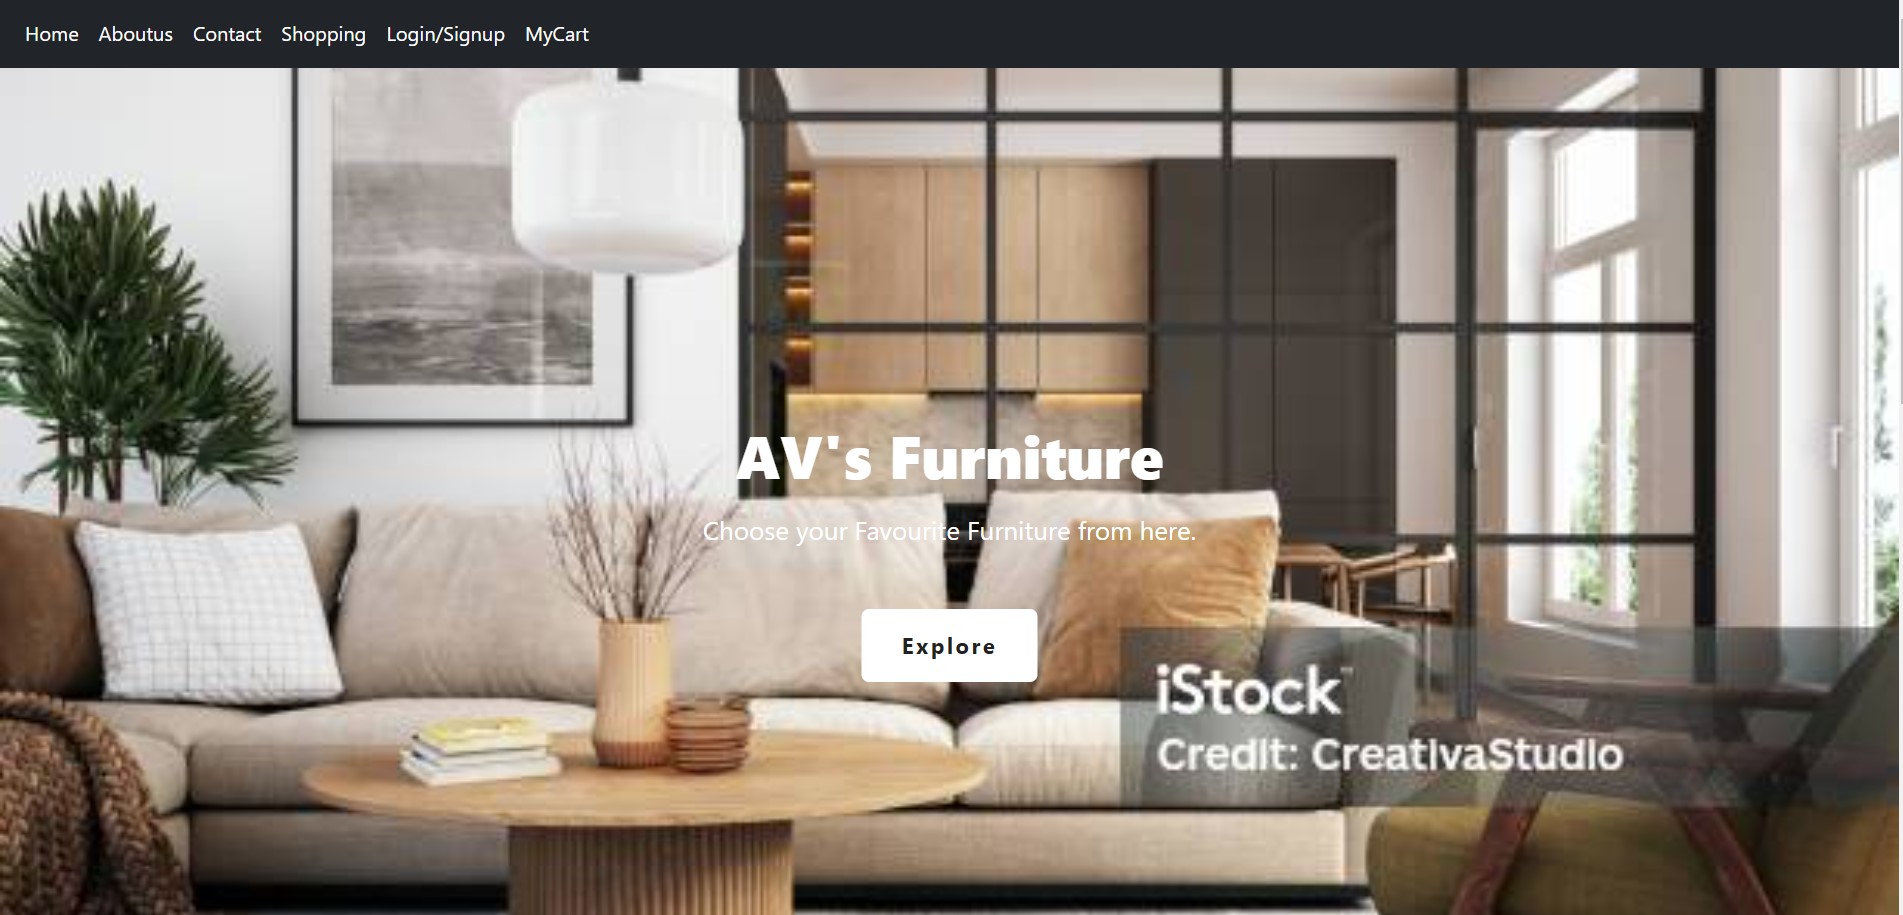 Home Aboutus Contact Shopping Login/Signup MyCart
AV's Furniture
Choose your Favourite Furniture from here.
Explore
iStock
Credit: CreativaStudio